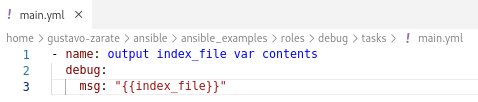 ! main.yml ×
home > gustavo-zarate > ansible > ansible_examples > roles > debug > tasks > ! main.yml
1 - name: output index_file var contents
2 debug:
3 msg: "{{index_file}}"